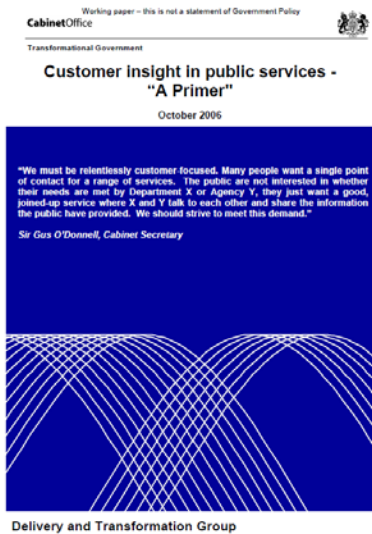 Working paper – this is not a statement of Government Policy
CabinetOffice
Transformational Government
Customer insight in public services -
“A Primer"
October 2006
“We must be relentlessly customer-focused. Many people want a single point
of contact for a range of services. The public are not interested in whether
their needs are met by Department X or Agency Y, they just want a good,
joined-up service where X and Y talk to each other and share the information
the public have provided. We should strive to meet this demand.”
Sir Gus O'Donnell, Cabinet Secretary
Delivery and Transformation Group